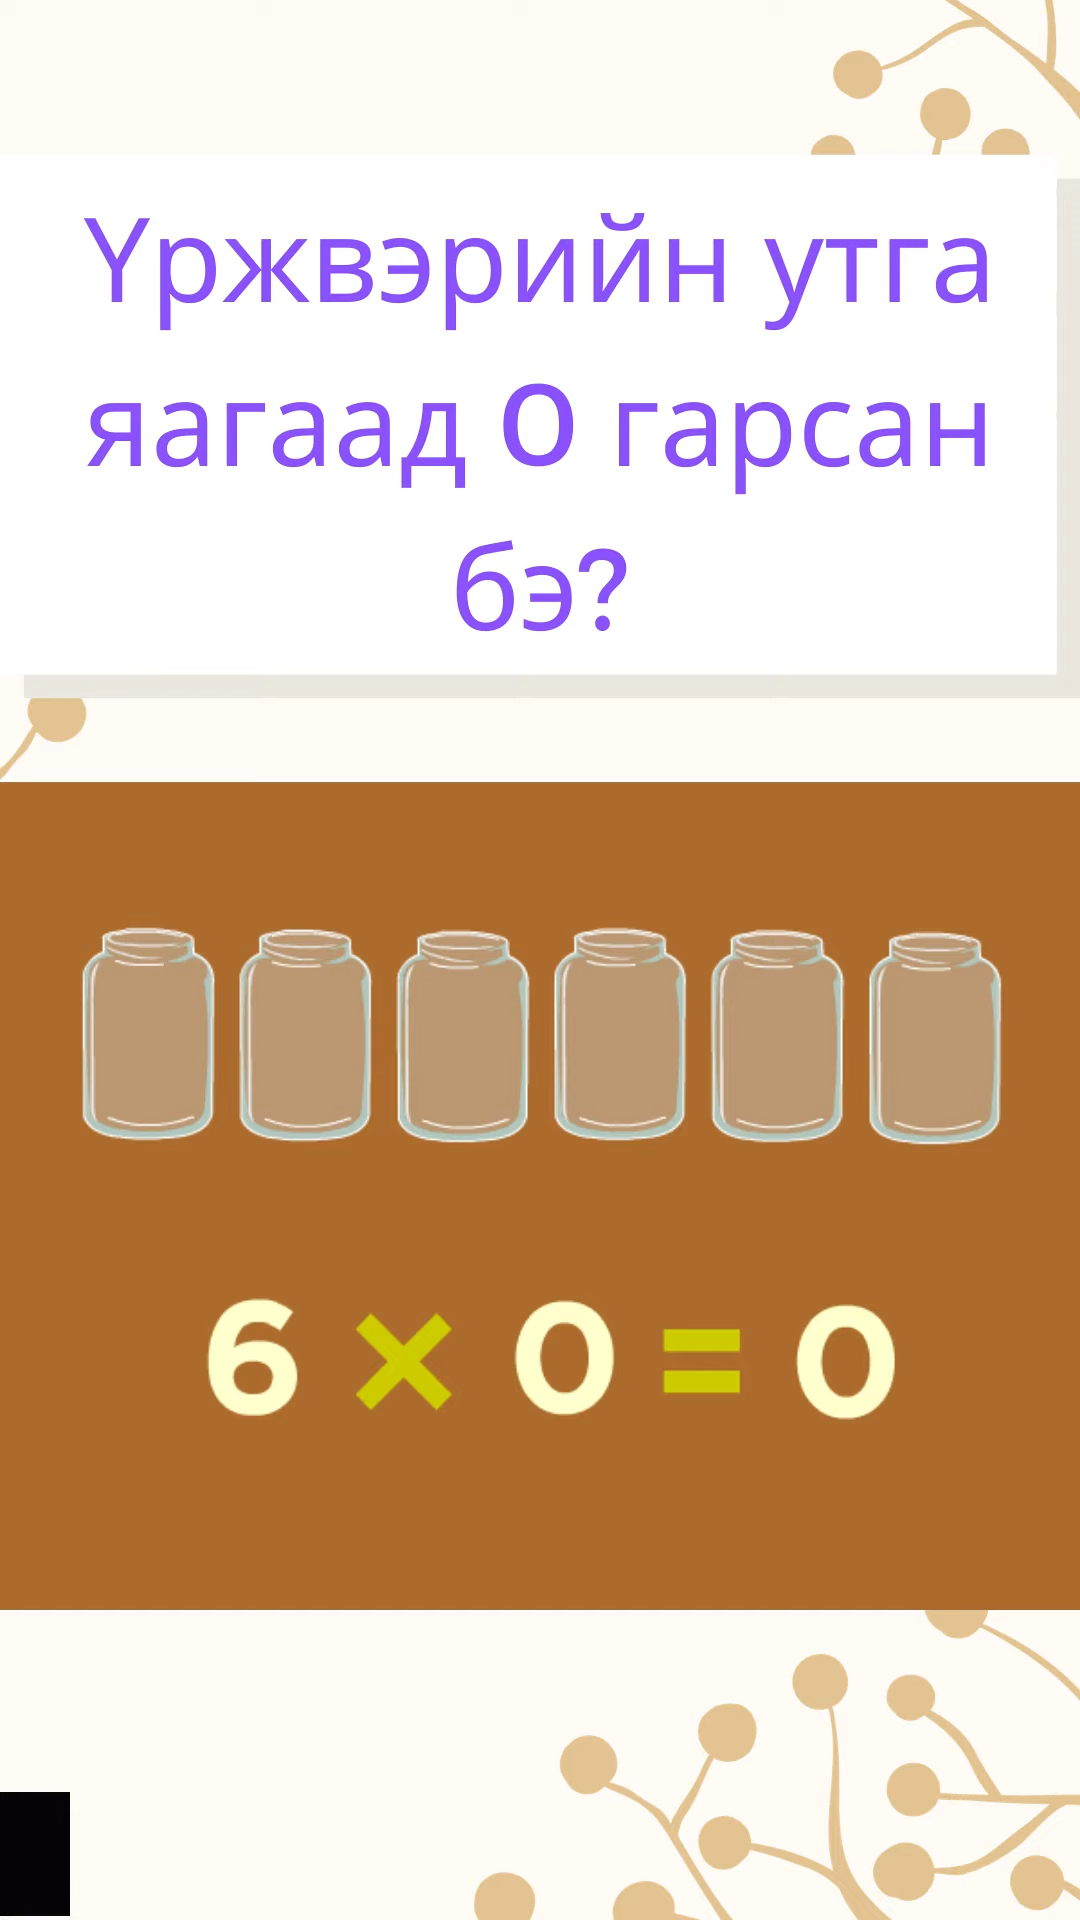 Үржвэрийн утга
яагаад 0 гарсан
бэ?
6 × 0 = 0